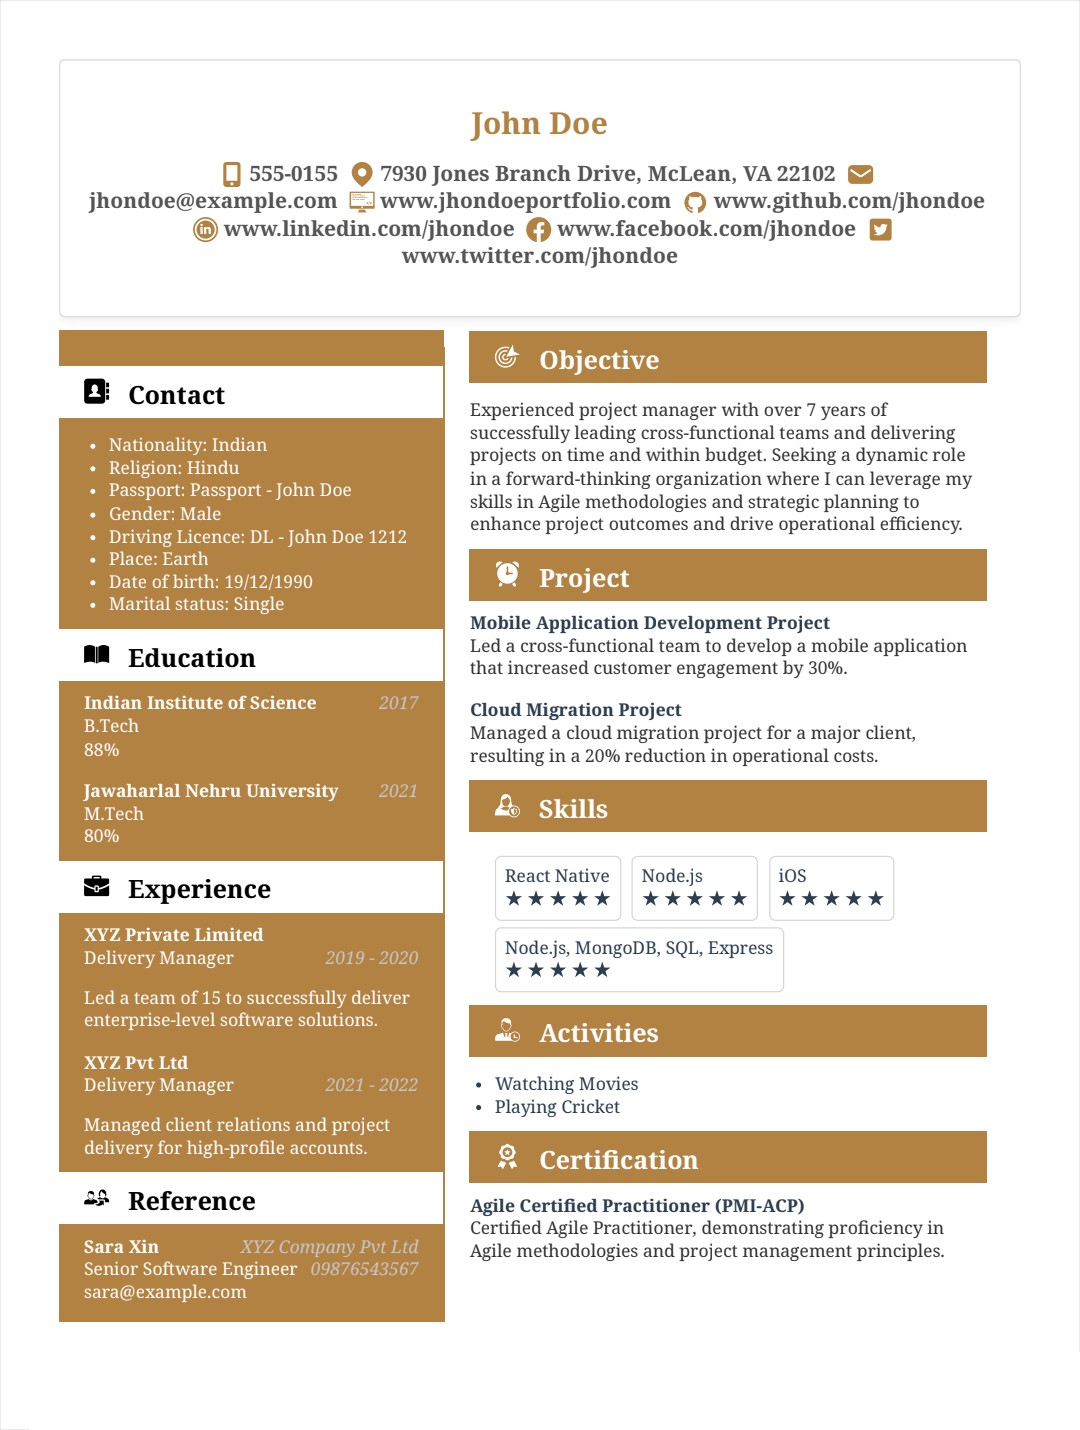 John Doe
555-0155 7930 Jones Branch Drive, McLean, VA 22102
jhondoe@example.com www.jhondoeportfolio.com www.github.com/jhondoe
www.linkedin.com/jhondoe www.facebook.com/jhondoe
www.twitter.com/jhondoe
Contact
• Nationality: Indian
• Religion: Hindu
• Passport: Passport - John Doe
• Gender: Male
• Driving Licence: DL - John Doe 1212
• Place: Earth
• Date of birth: 19/12/1990
• Marital status: Single
Education
Indian Institute of Science 2017
B.Tech
88%
Jawaharlal Nehru University 2021
M.Tech
80%
Experience
XYZ Private Limited
Delivery Manager 2019 - 2020
Led a team of 15 to successfully deliver
enterprise-level software solutions.
XYZ Pvt Ltd
Delivery Manager 2021 - 2022
Managed client relations and project
delivery for high-profile accounts.
Reference
Sara Xin XYZ Company Pvt Ltd
Senior Software Engineer 09876543567
sara@example.com
Objective
Experienced project manager with over 7 years of
successfully leading cross-functional teams and delivering
projects on time and within budget. Seeking a dynamic role
in a forward-thinking organization where I can leverage my
skills in Agile methodologies and strategic planning to
enhance project outcomes and drive operational efficiency.
Project
Mobile Application Development Project
Led a cross-functional team to develop a mobile application
that increased customer engagement by 30%.
Cloud Migration Project
Managed a cloud migration project for a major client,
resulting in a 20% reduction in operational costs.
Skills
React Native Node.js iOS
★★★★★ ★★★★★ ★★★★★
Node.js, MongoDB, SQL, Express
★★★★★
Activities
• Watching Movies
• Playing Cricket
Certification
Agile Certified Practitioner (PMI-ACP)
Certified Agile Practitioner, demonstrating proficiency in
Agile methodologies and project management principles.